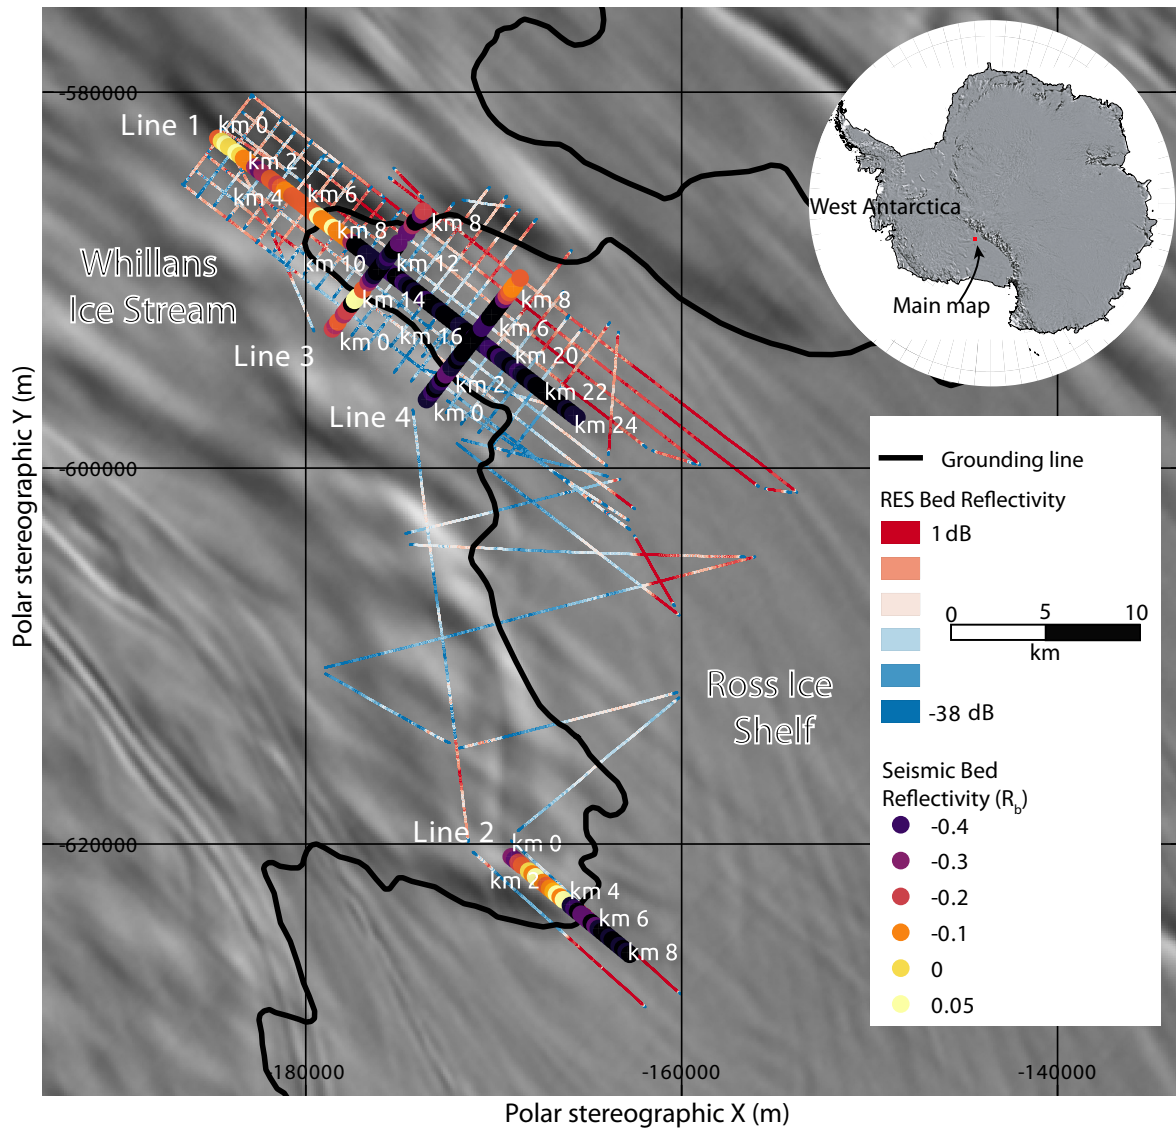 Polar stereographic Y (m)
-580000
-600000
-620000
Line 1
km 0
km 2
km 4
km 6
km 8
km 8
km 10
km 12
km 14
km 0
Line 3
km 16
km 8
km 6
km 20
km 2
km 22
Line 4
km 0
km 24
Whillans
Ice Stream
Ross Ice
Shelf
Line 2
km 0
km 2
km 4
km 6
km 8
West Antarctica
Main map
Grounding line
RES Bed Reflectivity
1 dB
-38 dB
0 5 10
km
Seismic Bed
Reflectivity (R_b)
-0.4
-0.3
-0.2
-0.1
0
0.05
-180000
-160000
-140000
Polar stereographic X (m)